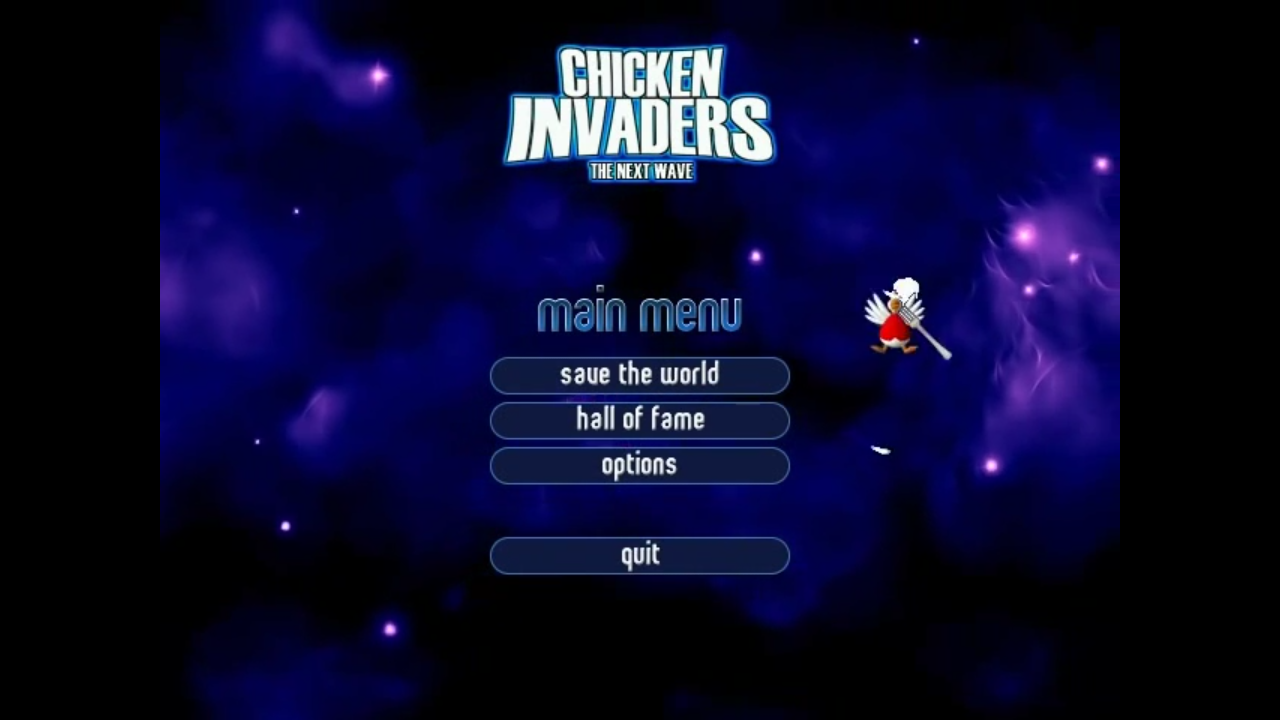 CHICKEN
INVADERS
THE NEXT WAVE
main menu
save the world
hall of fame
options
quit